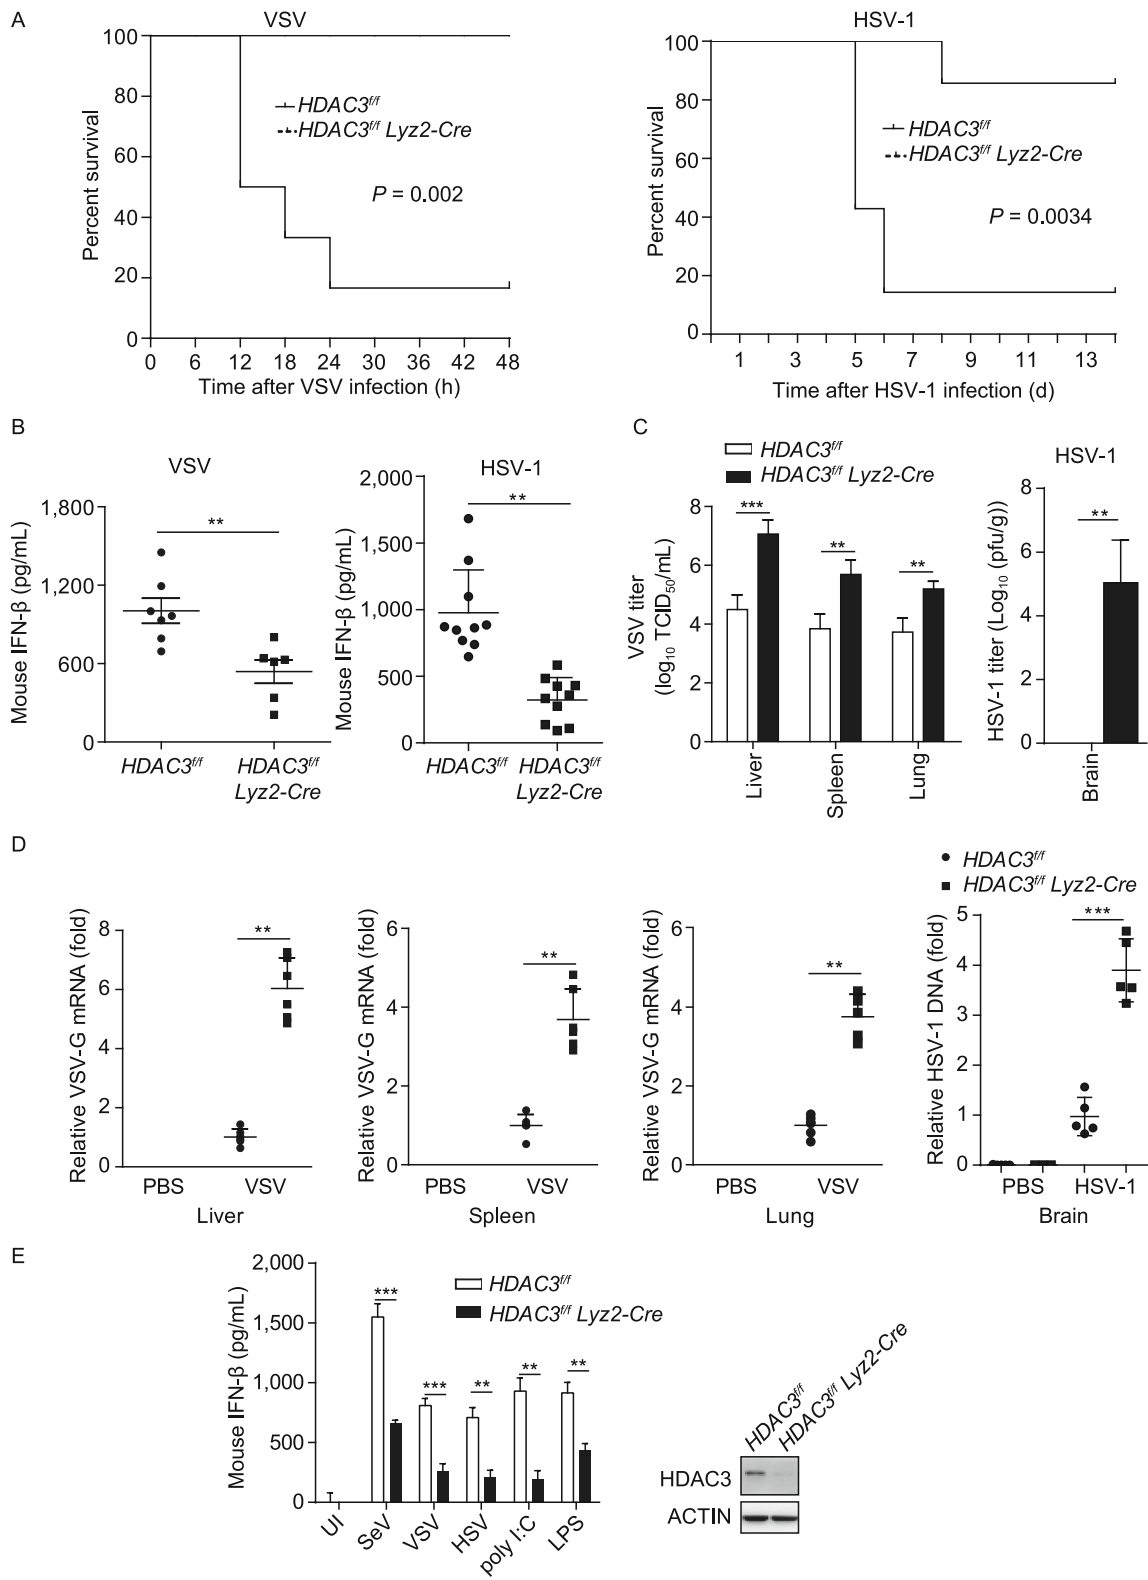 A
VSV
100
80
60
40
20
0
Percent survival
HDAC3f/f
HDAC3f/f Lyz2-Cre
P = 0.002
0 6 12 18 24 30 36 42 48
Time after VSV infection (h)
HSV-1
100
80
60
40
20
0
Percent survival
HDAC3f/f
HDAC3f/f Lyz2-Cre
P = 0.0034
1 3 5 7 9 11 13
Time after HSV-1 infection (d)
B
VSV
1,800
1,200
600
0
Mouse IFN-β (pg/mL)
**
HDAC3f/f
HDAC3f/f
Lyz2-Cre
HSV-1
2,000
1,500
1,000
500
0
Mouse IFN-β (pg/mL)
**
HDAC3f/f
HDAC3f/f
Lyz2-Cre
C
HDAC3f/f
HDAC3f/f Lyz2-Cre
8
6
4
2
0
VSV titer
(log10 TCID50/mL)
***
**
**
Liver
Spleen
Lung
HSV-1
8
6
4
2
0
HSV-1 titer (Log10 (pfu/g))
**
Brain
D
HDAC3f/f
HDAC3f/f Lyz2-Cre
8
6
4
2
0
Relative VSV-G mRNA (fold)
**
PBS VSV
Liver
6
4
2
0
Relative VSV-G mRNA (fold)
**
PBS VSV
Spleen
6
4
2
0
Relative VSV-G mRNA (fold)
**
PBS VSV
Lung
5
4
3
2
1
0
Relative HSV-1 DNA (fold)
***
PBS HSV-1
Brain
E
2,000
1,500
1,000
500
0
Mouse IFN-β (pg/mL)
HDAC3f/f
HDAC3f/f Lyz2-Cre
***
***
**
**
**
UI
SeV
VSV
HSV
poly I:C
LPS
HDAC3f/f
HDAC3f/f Lyz2-Cre
HDAC3
ACTIN